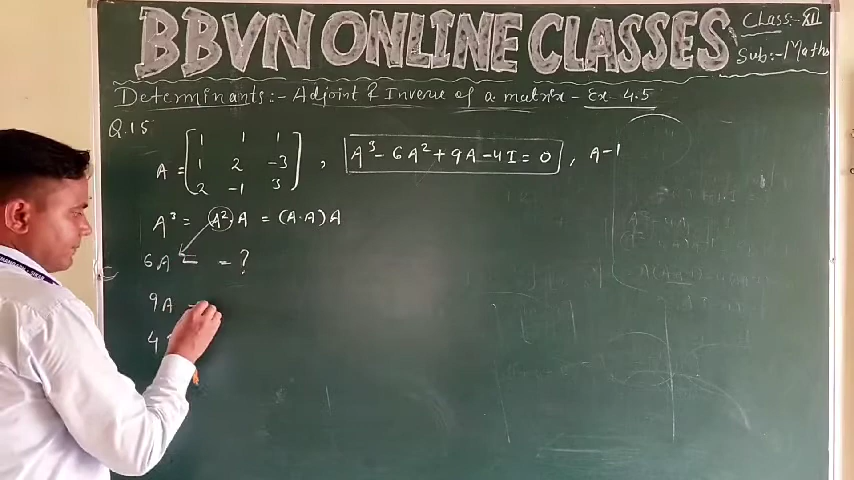 BBVN ONLINE CLASSES
Class:-XII
Sub:-Maths
Determinants:- Adjoint & Inverse of a matrix - Ex 4.5
Q.15
A = [1 1 1
1 2 -3
2 -1 3] , A³ - 6A² + 9A - 4I = 0 , A-1
A³ = A² A = (A·A) A
6A² = ?
9A =
4